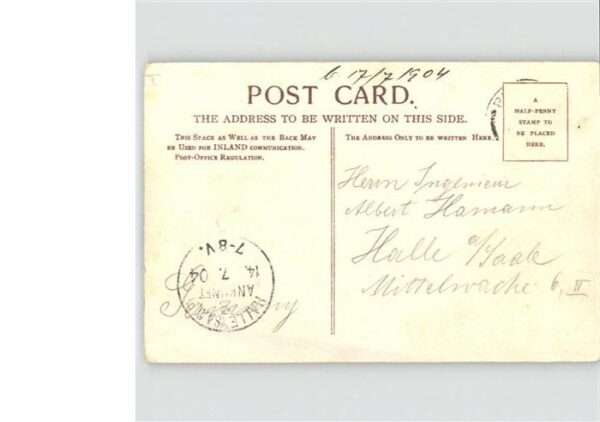 17/7 1904
POST CARD.
THE ADDRESS TO BE WRITTEN ON THIS SIDE.
THIS SPACE AS WELL AS THE BACK MAY
BE USED FOR INLAND COMMUNICATION.
POST-OFFICE REGULATION.
THE ADDRESS ONLY TO BE WRITTEN HERE.
A
HALF-PENNY
STAMP TO
BE PLACED
HERE.
Herrn Ingenieur
Albert Hamann
Halle a/Saale
Mittelwache 6, II
Germany
HALLE (SAALE)
ANKUNFT
14. 7. 04
7-8V.